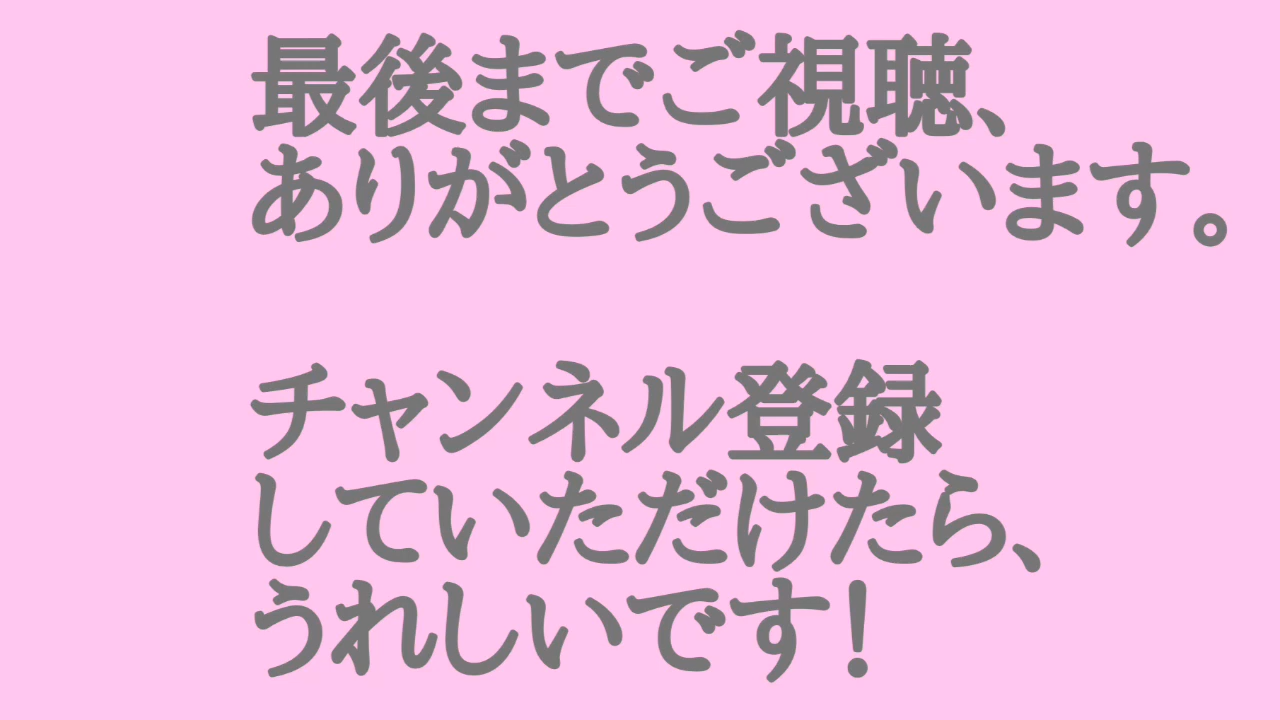 最後までご視聴、
ありがとうございます。
チャンネル登録
していただけたら、
うれしいです！